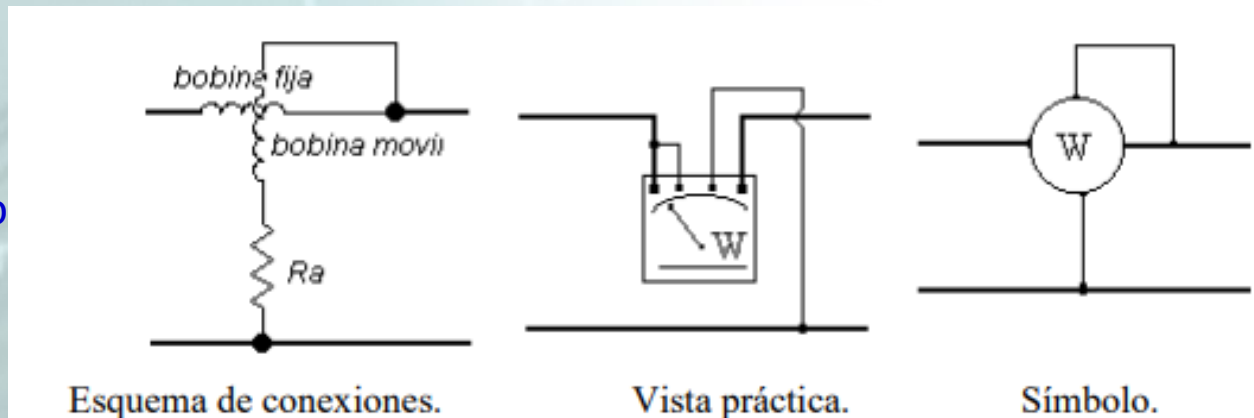 bobina fija
bobina movil
Ra
W
W
Esquema de conexiones.
Vista práctica.
Símbolo.